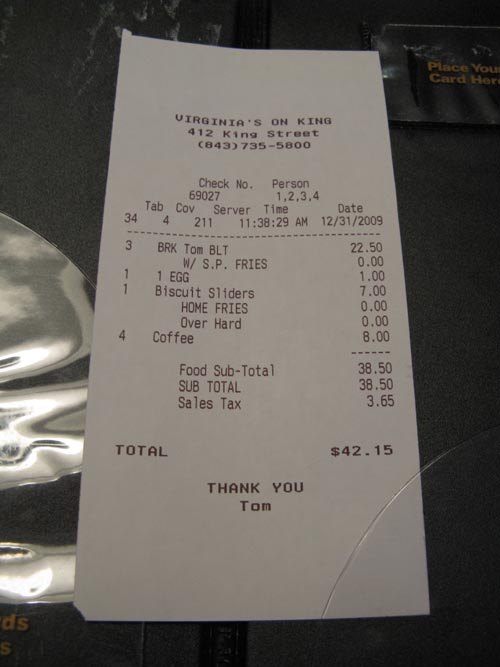 Place You
Card Here
VIRGINIA'S ON KING
412 King Street
(843)735-5800
Check No. Person
69027 1,2,3,4
Tab Cov Server Time Date
34 4 211 11:38:29 AM 12/31/2009
3 BRK Tom BLT 22.50
W/ S.P. FRIES 0.00
1 1 EGG 1.00
1 Biscuit Sliders 7.00
HOME FRIES 0.00
Over Hard 0.00
4 Coffee 8.00
Food Sub-Total 38.50
SUB TOTAL 38.50
Sales Tax 3.65
TOTAL $42.15
THANK YOU
Tom
ds
s